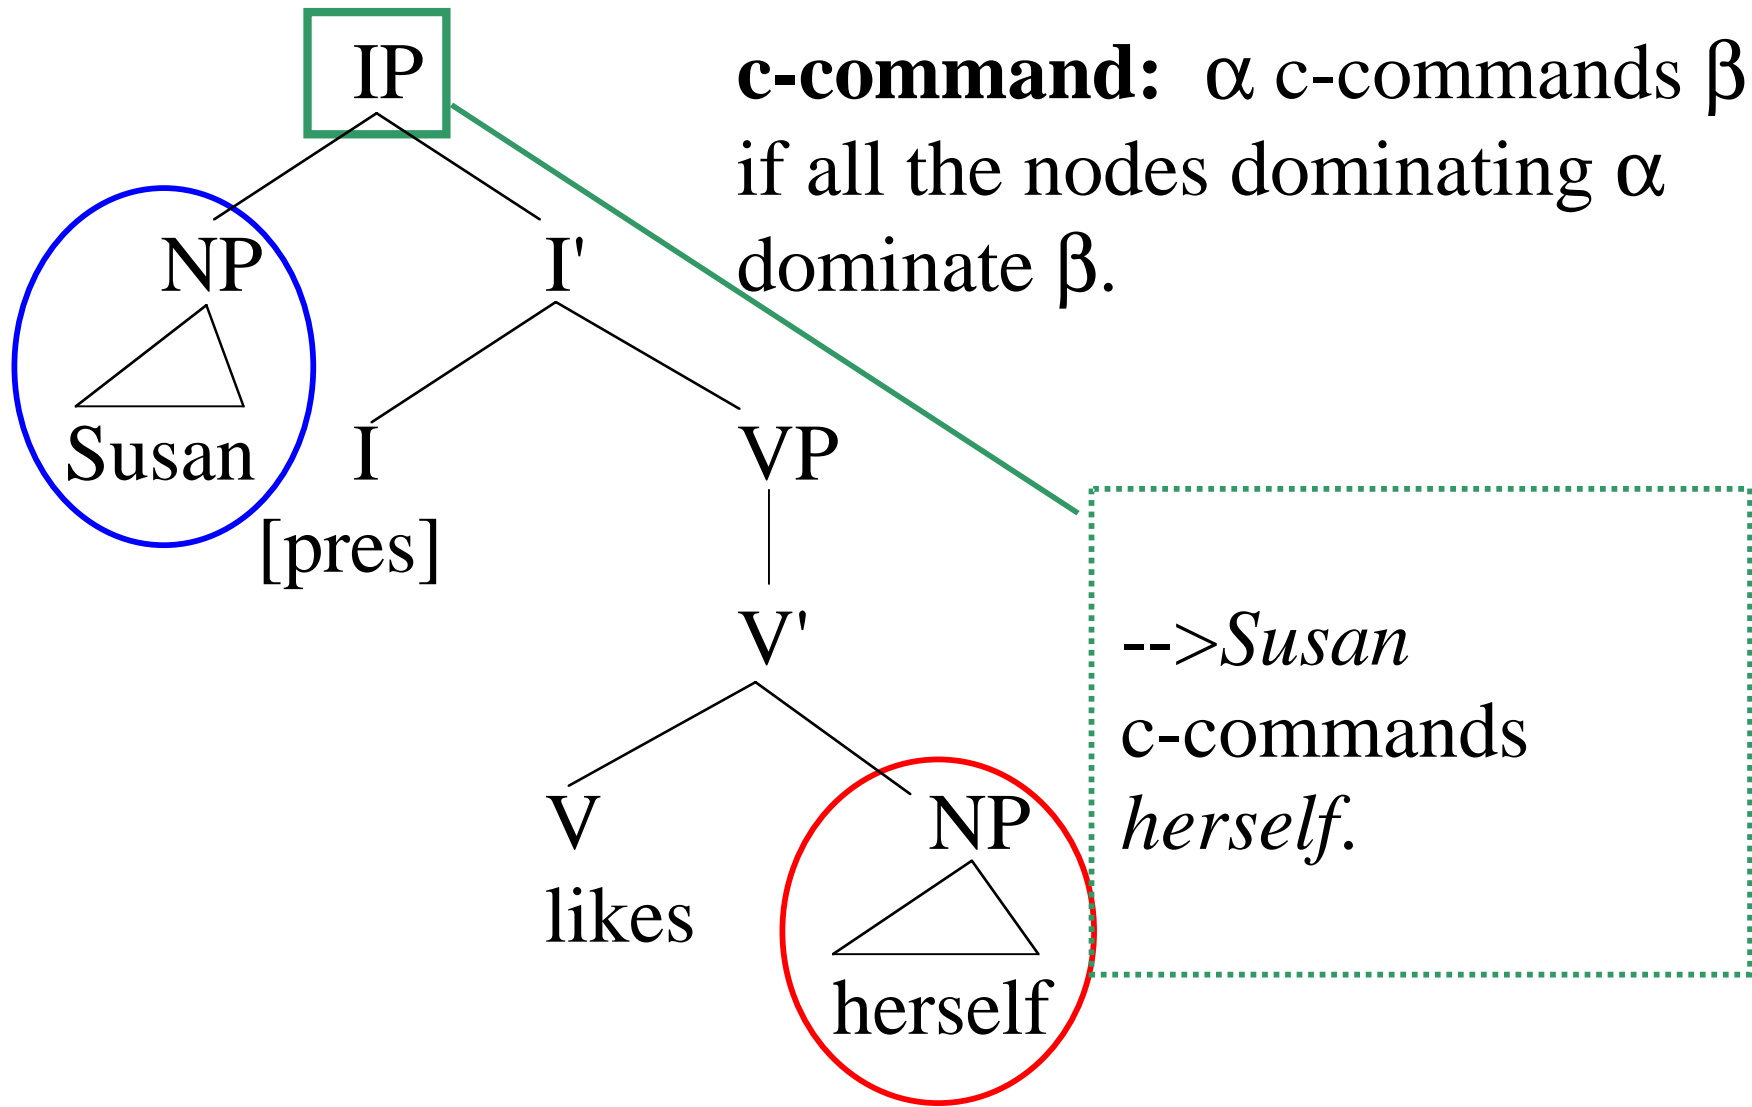 IP
c-command: α c-commands β
if all the nodes dominating α
dominate β.
NP I'
Susan I VP
[pres]
V'
-->Susan
c-commands
herself.
V NP
likes
herself